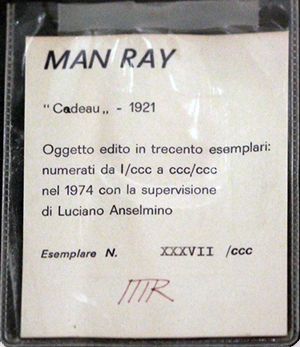 MAN RAY
“ Cadeau „ - 1921
Oggetto edito in trecento esemplari:
numerati da I/ccc a ccc/ccc
nel 1974 con la supervisione
di Luciano Anselmino
Esemplare N. XXXVII /ccc
MR